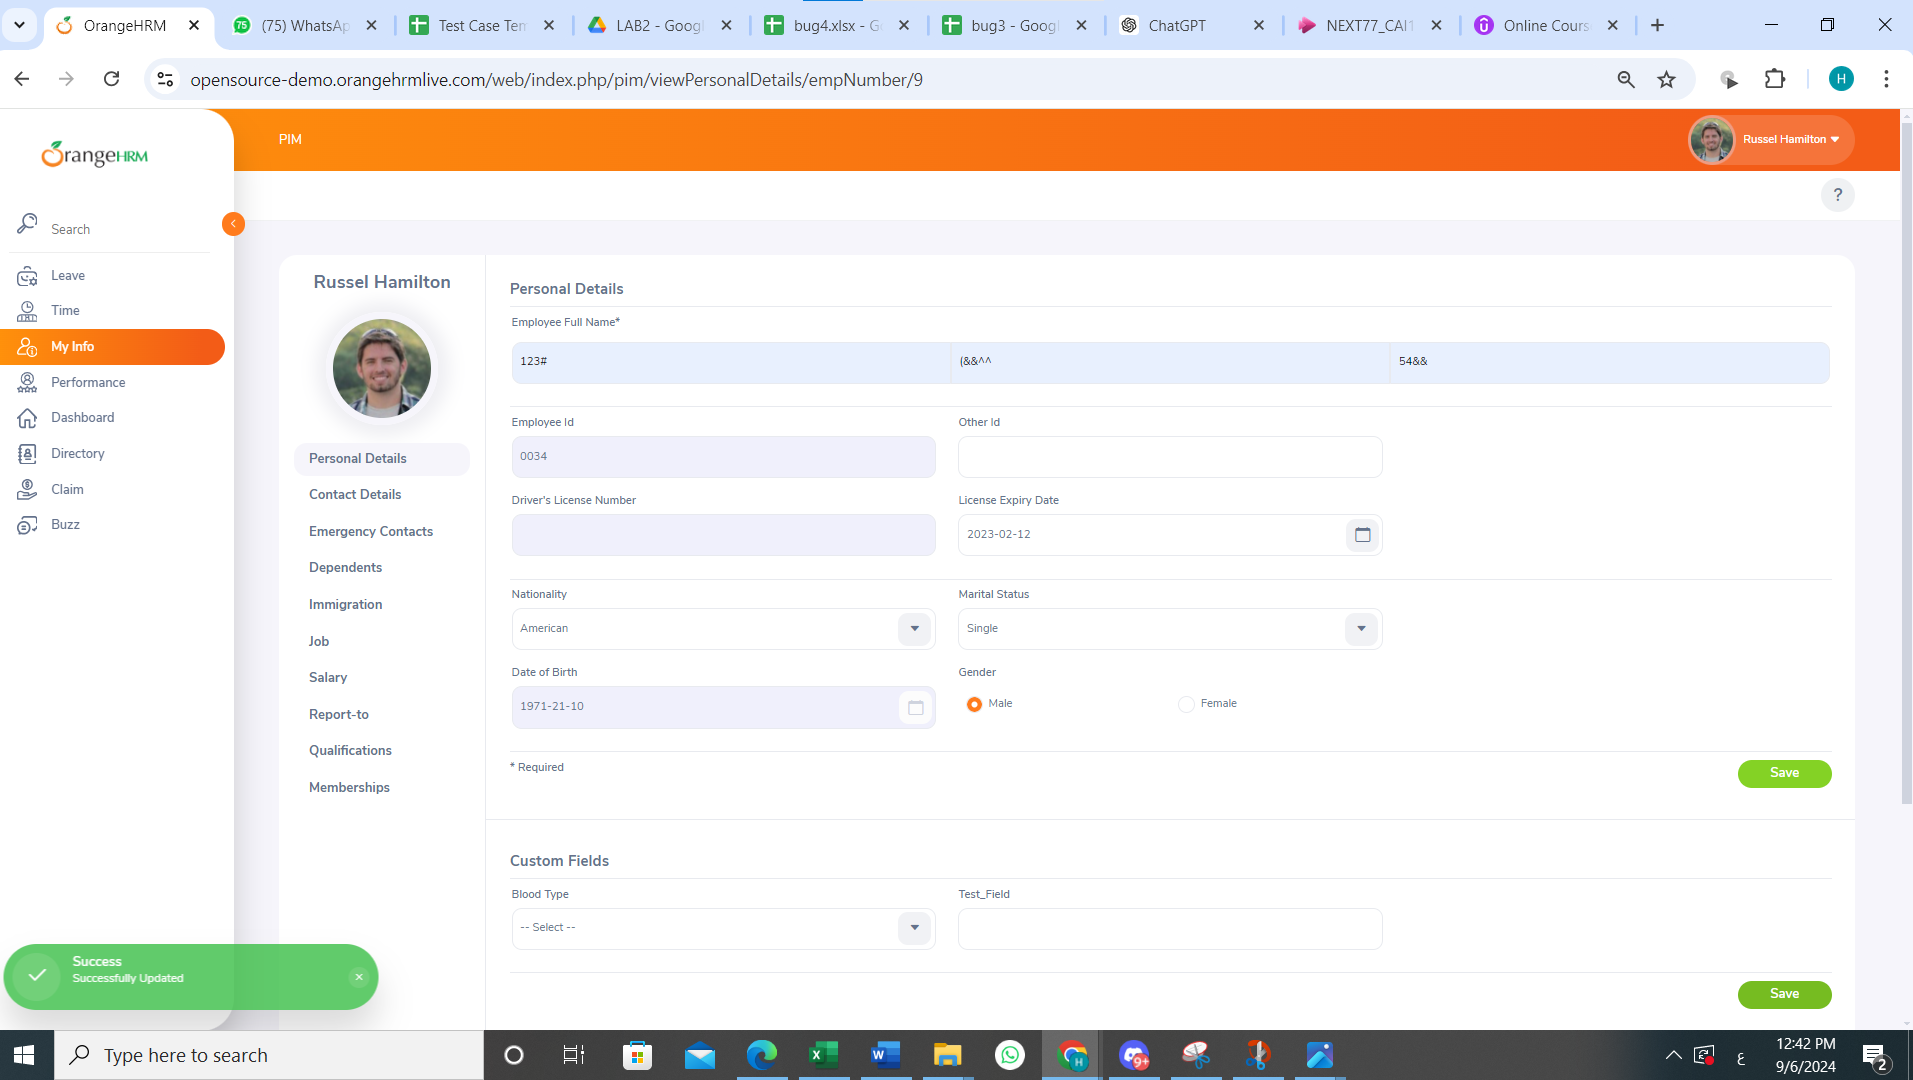 OrangeHRM
(75) WhatsAp
Test Case Tem
LAB2 - Googl
bug4.xlsx - G
bug3 - Googl
ChatGPT
NEXT77_CAI1
Online Cours
opensource-demo.orangehrmlive.com/web/index.php/pim/viewPersonalDetails/empNumber/9
H
OrangeHRM
PIM
Russel Hamilton
?
Search
Leave
Time
My Info
Performance
Dashboard
Directory
Claim
Buzz
Russel Hamilton
Personal Details
Contact Details
Emergency Contacts
Dependents
Immigration
Job
Salary
Report-to
Qualifications
Memberships
Personal Details
Employee Full Name*
123# (&&^^ 54&&
Employee Id Other Id
0034
Driver's License Number License Expiry Date
2023-02-12
Nationality Marital Status
American Single
Date of Birth Gender
1971-21-10 Male Female
* Required
Save
Custom Fields
Blood Type Test_Field
-- Select --
Save
Success
Successfully Updated
Type here to search
9+
ع
12:42 PM
9/6/2024
2